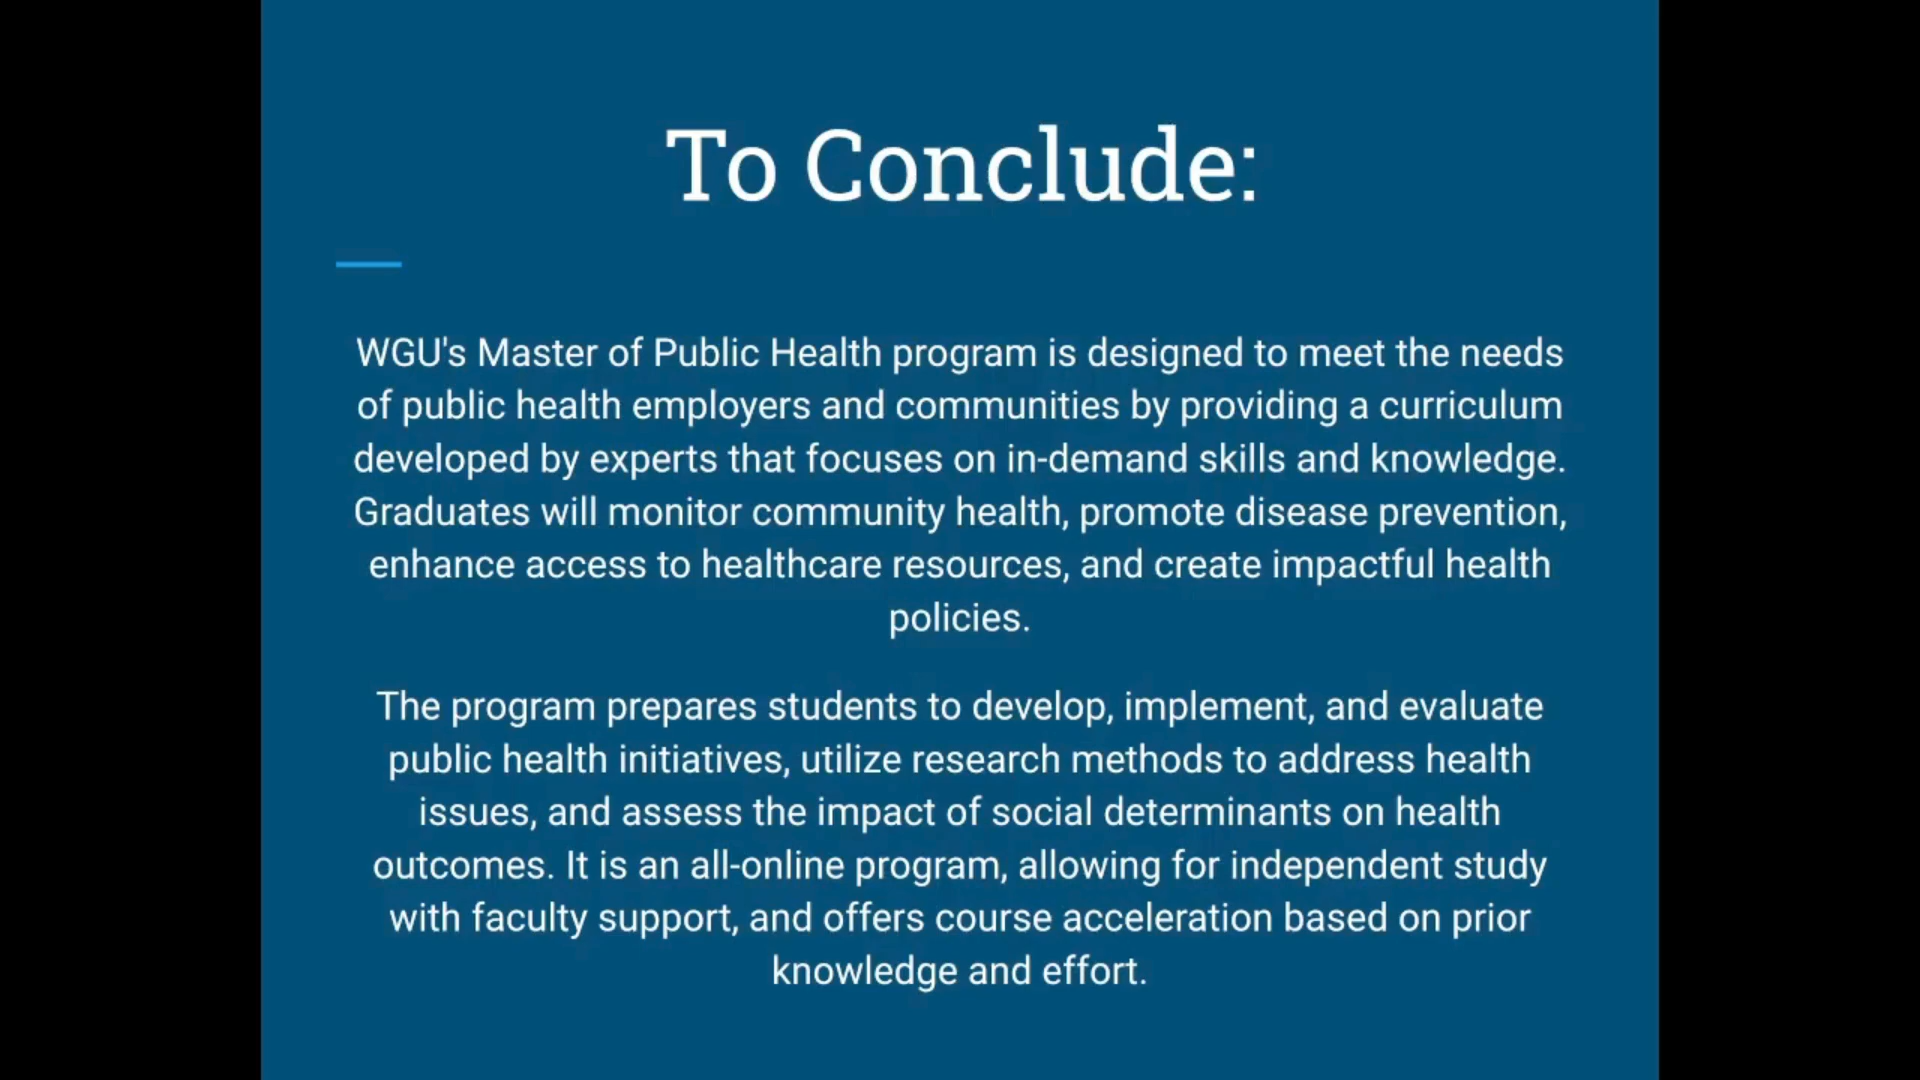 To Conclude:
WGU's Master of Public Health program is designed to meet the needs
of public health employers and communities by providing a curriculum
developed by experts that focuses on in-demand skills and knowledge.
Graduates will monitor community health, promote disease prevention,
enhance access to healthcare resources, and create impactful health
policies.
The program prepares students to develop, implement, and evaluate
public health initiatives, utilize research methods to address health
issues, and assess the impact of social determinants on health
outcomes. It is an all-online program, allowing for independent study
with faculty support, and offers course acceleration based on prior
knowledge and effort.